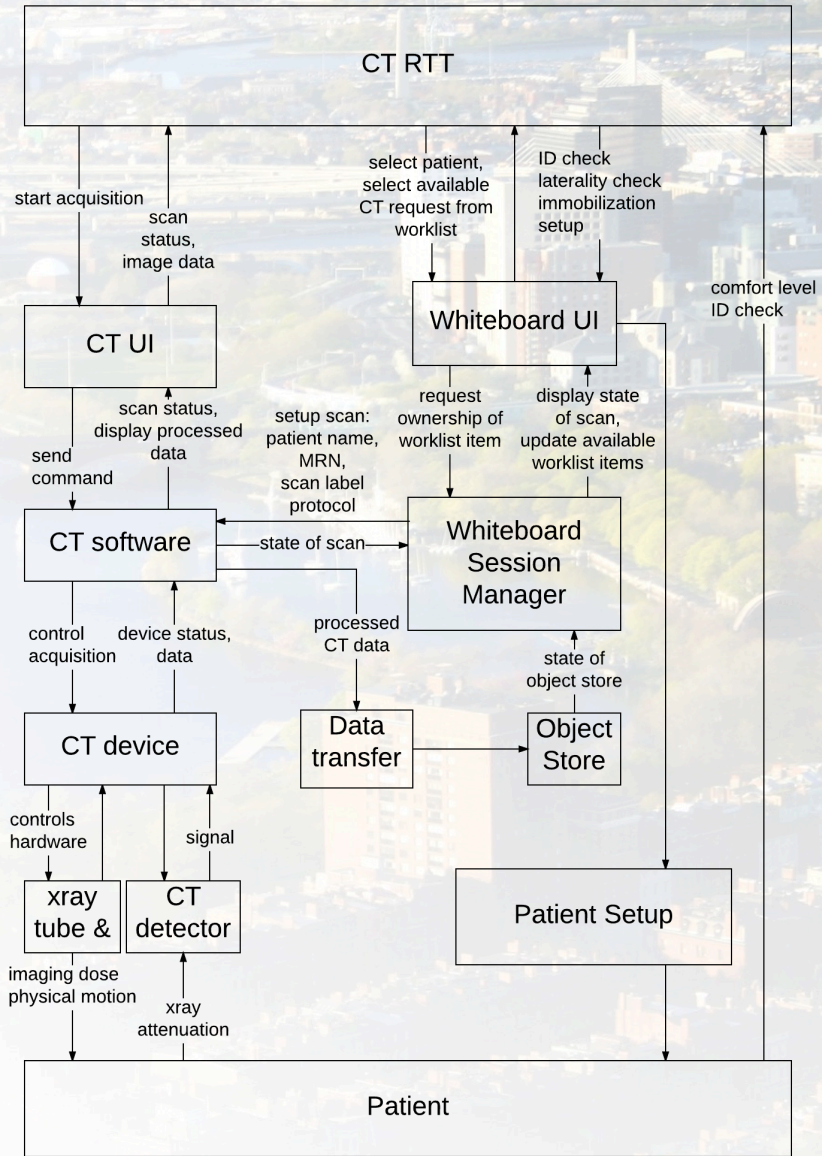 CT RTT
start acquisition
scan
status,
image data
select patient,
select available
CT request from
worklist
ID check
laterality check
immobilization
setup
comfort level
ID check
CT UI
Whiteboard UI
send
command
scan status,
display processed
data
setup scan:
patient name,
MRN,
scan label
protocol
request
ownership of
worklist item
display state
of scan,
update available
worklist items
CT software
state of scan
Whiteboard
Session
Manager
control
acquisition
device status,
data
processed
CT data
state of
object store
CT device
Data
transfer
Object
Store
controls
hardware
signal
xray
tube &
CT
detector
Patient Setup
imaging dose
physical motion
xray
attenuation
Patient